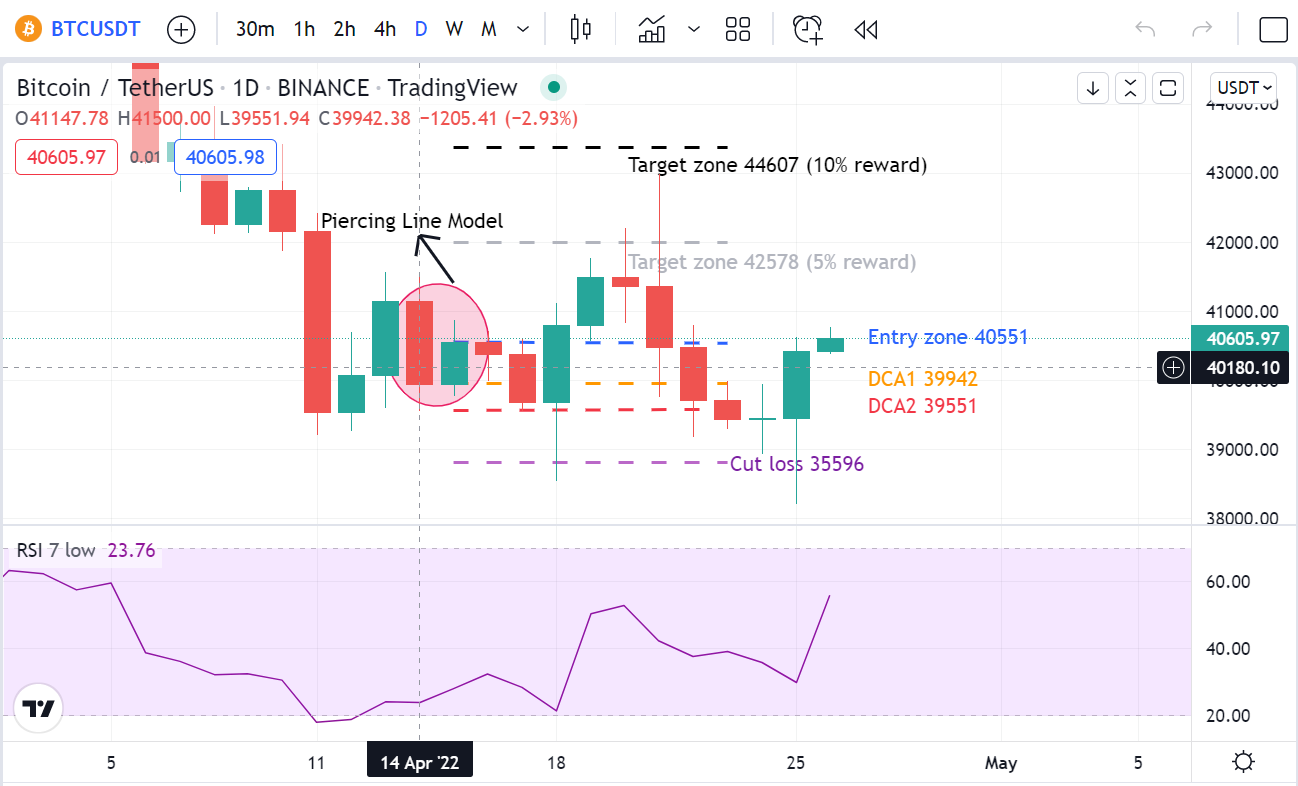 BTCUSDT 30m 1h 2h 4h D W M
Bitcoin / TetherUS · 1D · BINANCE · TradingView
USDT
44000.00
O41147.78 H41500.00 L39551.94 C39942.38 −1205.41 (−2.93%)
40605.97 0.01 40605.98
Target zone 44607 (10% reward)
43000.00
Piercing Line Model
42000.00
Target zone 42578 (5% reward)
41000.00
Entry zone 40551
40605.97
40180.10
DCA1 39942
40000.00
DCA2 39551
39000.00
Cut loss 35596
38000.00
RSI 7 low 23.76
60.00
40.00
20.00
5 11 14 Apr '22 18 25 May 5